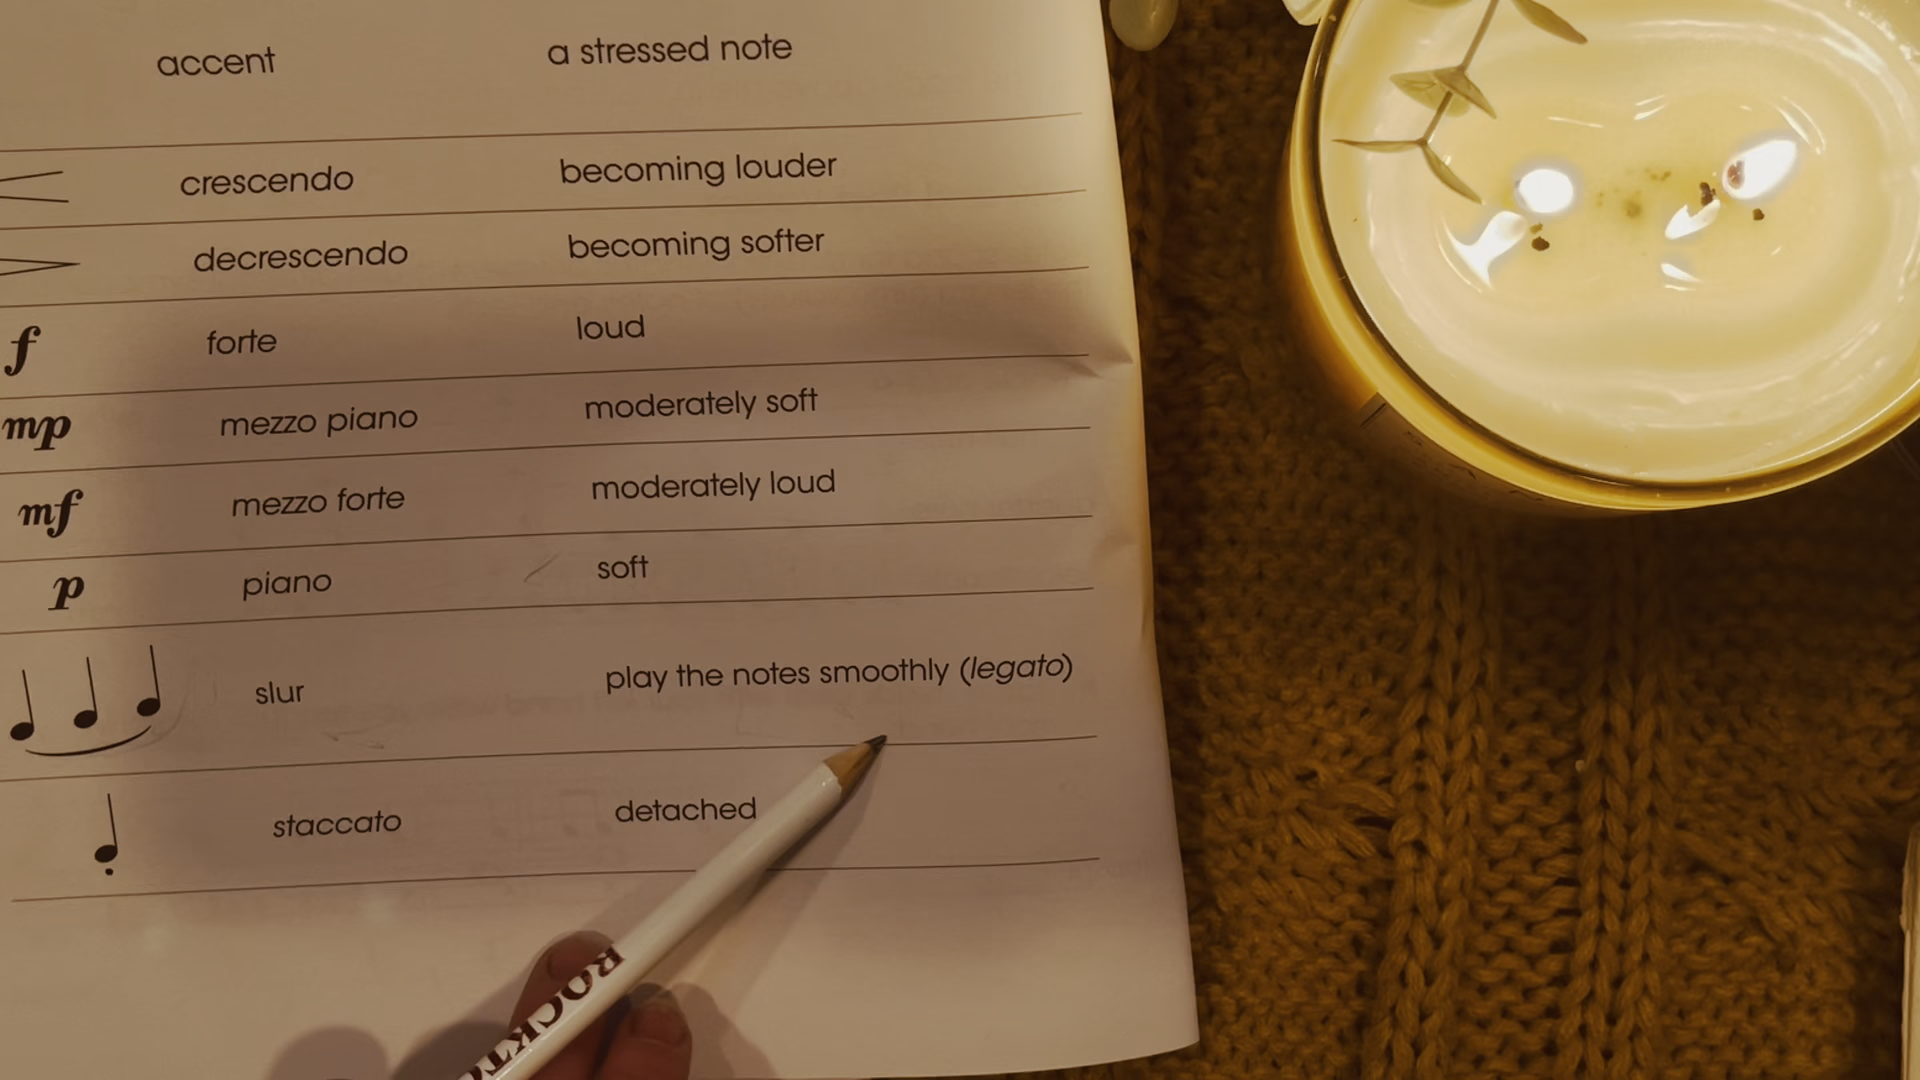 accent a stressed note
crescendo becoming louder
decrescendo becoming softer
f forte loud
mp mezzo piano moderately soft
mf mezzo forte moderately loud
p piano soft
slur play the notes smoothly (legato)
staccato detached
ROCKT